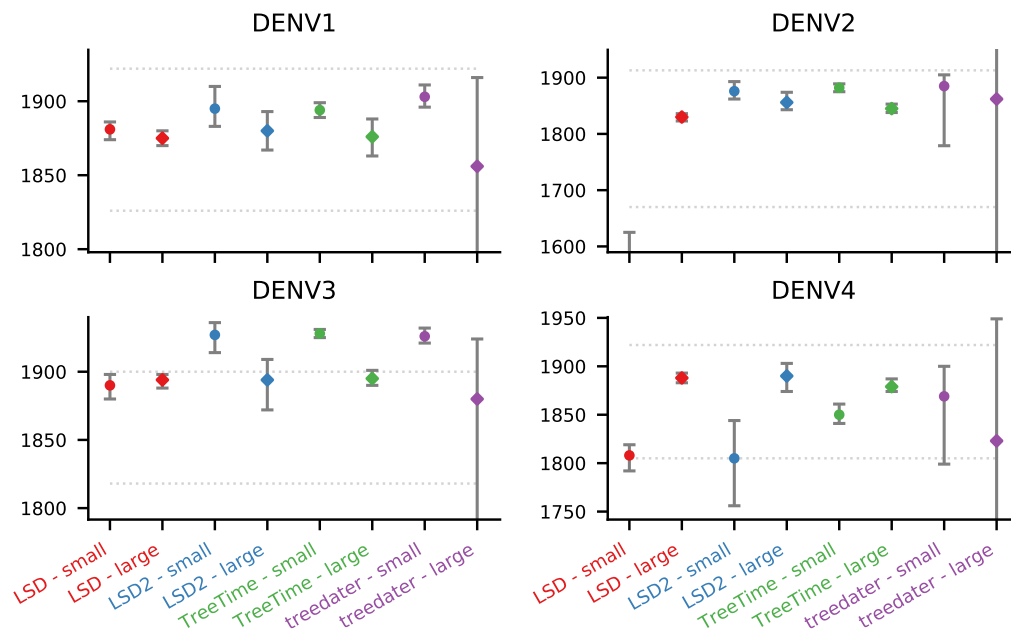 DENV1
DENV2
1900
1850
1800
1900
1800
1700
1600
DENV3
DENV4
1900
1850
1800
1950
1900
1850
1800
1750
LSD - small
LSD - large
LSD2 - small
LSD2 - large
TreeTime - small
TreeTime - large
treedater - small
treedater - large
LSD - small
LSD - large
LSD2 - small
LSD2 - large
TreeTime - small
TreeTime - large
treedater - small
treedater - large